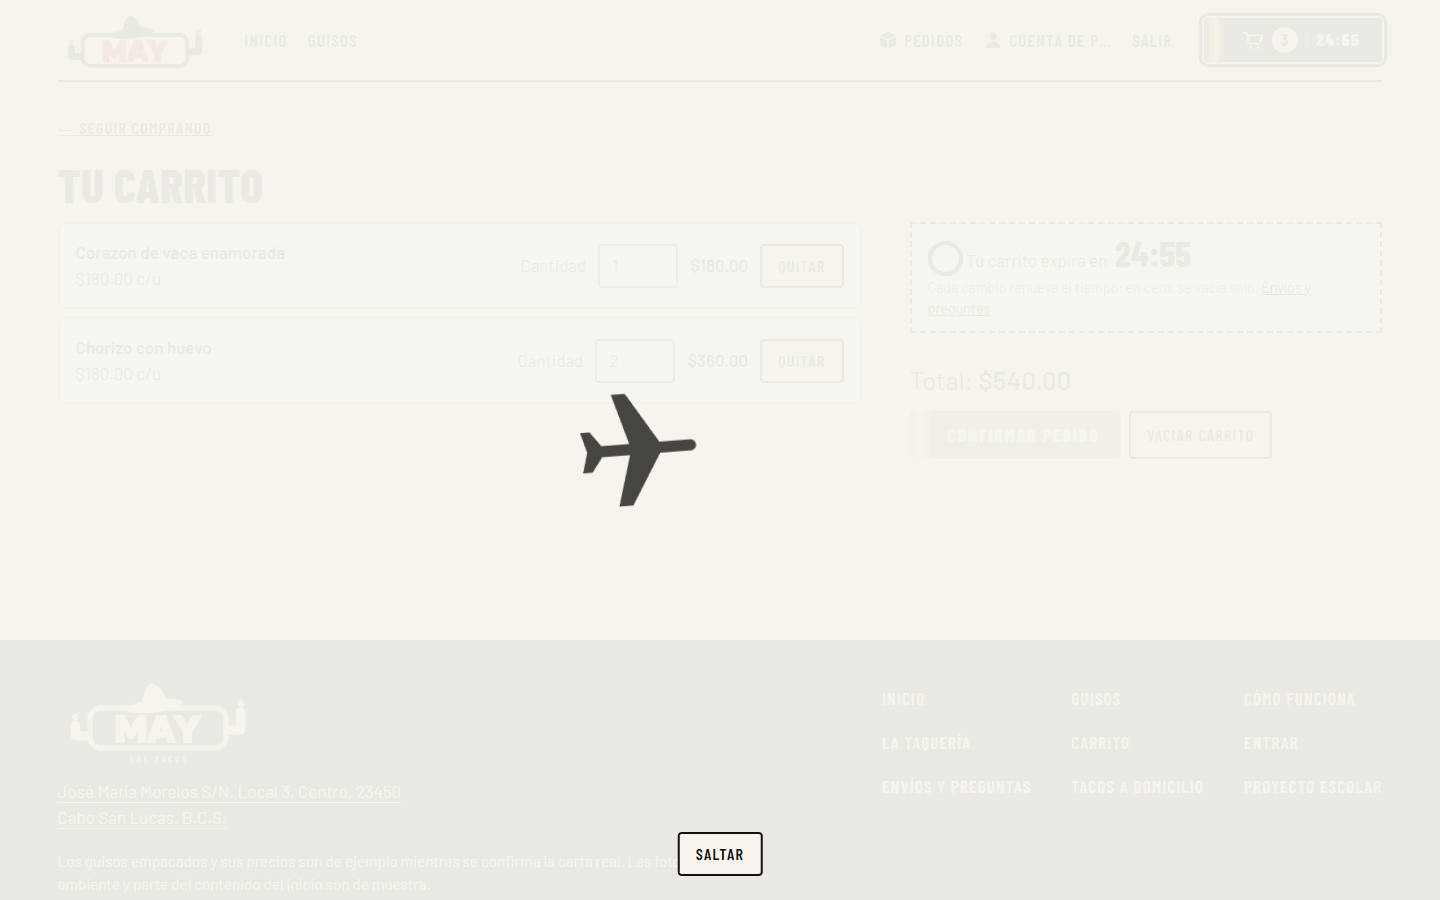 MAY
INICIO
GUISOS
PEDIDOS
CUENTA DE P...
SALIR
3
24:55
← SEGUIR COMPRANDO
TU CARRITO
Corazón de vaca enamorada
$180.00 c/u
Cantidad
1
$180.00
QUITAR
Chorizo con huevo
$180.00 c/u
Cantidad
2
$360.00
QUITAR
Tu carrito expira en 24:55
Cada cambio renueva el tiempo; en cero, se vacía solo. Envíos y
preguntas
Total: $540.00
CONFIRMAR PEDIDO
VACIAR CARRITO
MAY
LOS TACOS
José María Morelos S/N, Local 3, Centro, 23450
Cabo San Lucas, B.C.S.
Los guisos empacados y sus precios son de ejemplo mientras se confirma la carta real. Las
ambiente y parte del contenido del inicio son de muestra.
INICIO
GUISOS
CÓMO FUNCIONA
LA TAQUERÍA
CARRITO
ENTRAR
ENVÍOS Y PREGUNTAS
TACOS A DOMICILIO
PROYECTO ESCOLAR
SALTAR